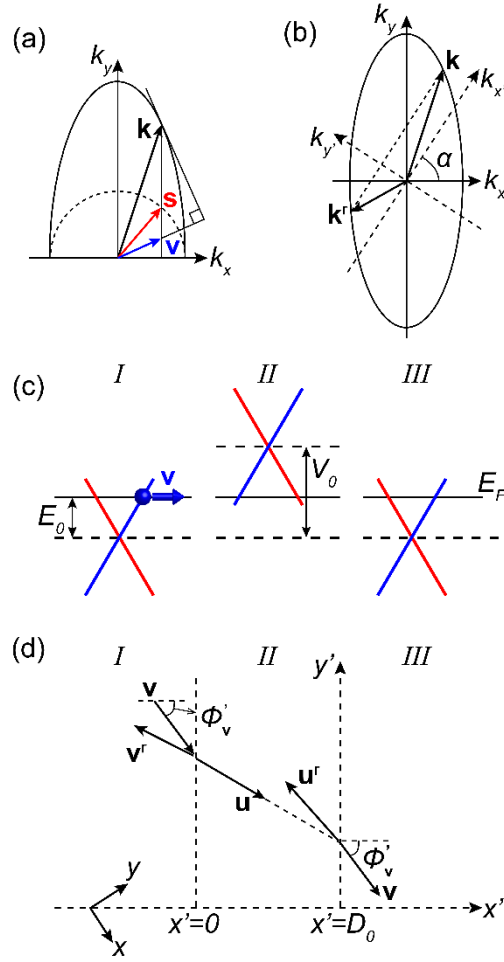 (a)
k_y
k
s
v
k_x
(b)
k_y
k
k_x'
k_y'
α
k_x
k^r
(c)
I II III
v
V_0
E_0
E_F
(d)
I II y' III
v
Φ'_v
v^r
u^r
u
Φ'_v
v
y
x
x'=0 x'=D_0 x'